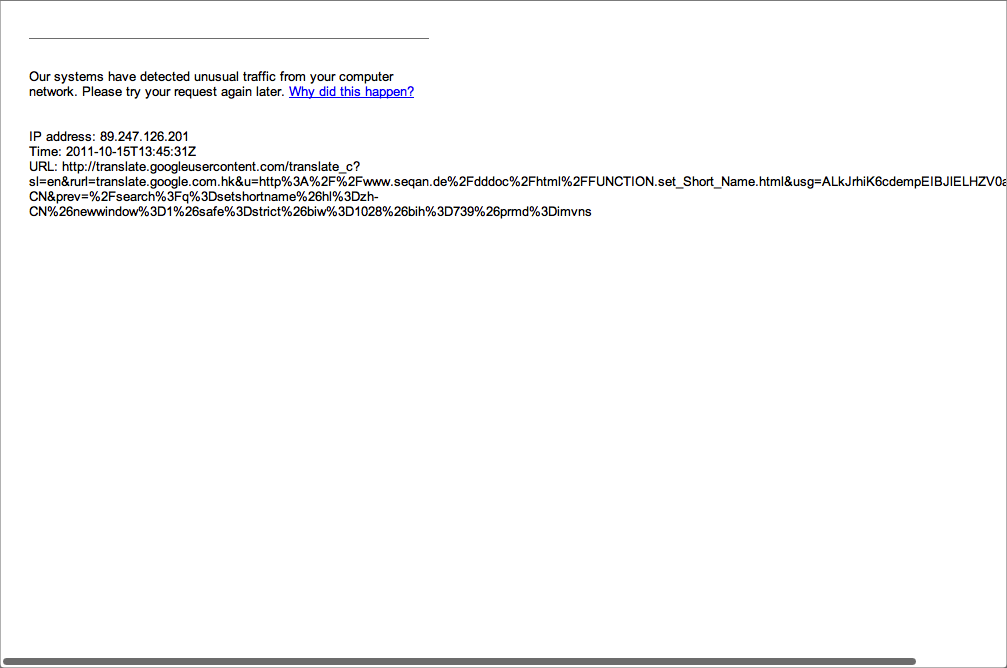 Our systems have detected unusual traffic from your computer
network. Please try your request again later. Why did this happen?
IP address: 89.247.126.201
Time: 2011-10-15T13:45:31Z
URL: http://translate.googleusercontent.com/translate_c?
sl=en&rurl=translate.google.com.hk&u=http%3A%2F%2Fwww.seqan.de%2Fdddoc%2Fhtml%2FFUNCTION.set_Short_Name.html&usg=ALkJrhiK6cdempEIBJIELHZV0a
CN&prev=%2Fsearch%3Fq%3Dsetshortname%26hl%3Dzh-
CN%26newwindow%3D1%26safe%3Dstrict%26biw%3D1028%26bih%3D739%26prmd%3Dimvns